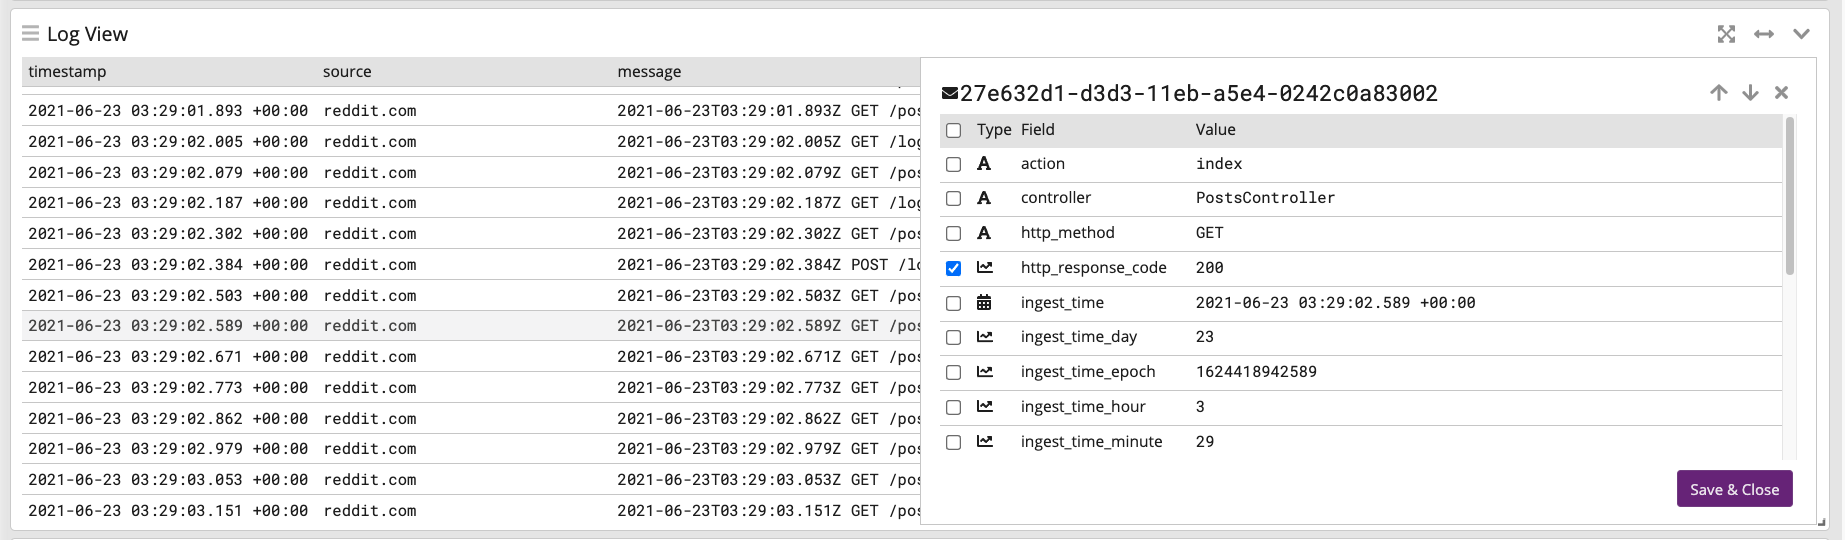 Log View
timestamp source message
2021-06-23 03:29:01.893 +00:00 reddit.com 2021-06-23T03:29:01.893Z GET /pos
2021-06-23 03:29:02.005 +00:00 reddit.com 2021-06-23T03:29:02.005Z GET /log
2021-06-23 03:29:02.079 +00:00 reddit.com 2021-06-23T03:29:02.079Z GET /pos
2021-06-23 03:29:02.187 +00:00 reddit.com 2021-06-23T03:29:02.187Z GET /log
2021-06-23 03:29:02.302 +00:00 reddit.com 2021-06-23T03:29:02.302Z GET /pos
2021-06-23 03:29:02.384 +00:00 reddit.com 2021-06-23T03:29:02.384Z POST /lo
2021-06-23 03:29:02.503 +00:00 reddit.com 2021-06-23T03:29:02.503Z GET /pos
2021-06-23 03:29:02.589 +00:00 reddit.com 2021-06-23T03:29:02.589Z GET /pos
2021-06-23 03:29:02.671 +00:00 reddit.com 2021-06-23T03:29:02.671Z GET /pos
2021-06-23 03:29:02.773 +00:00 reddit.com 2021-06-23T03:29:02.773Z GET /pos
2021-06-23 03:29:02.862 +00:00 reddit.com 2021-06-23T03:29:02.862Z GET /pos
2021-06-23 03:29:02.979 +00:00 reddit.com 2021-06-23T03:29:02.979Z GET /pos
2021-06-23 03:29:03.053 +00:00 reddit.com 2021-06-23T03:29:03.053Z GET /pos
2021-06-23 03:29:03.151 +00:00 reddit.com 2021-06-23T03:29:03.151Z GET /pos
27e632d1-d3d3-11eb-a5e4-0242c0a83002
Type Field Value
action index
controller PostsController
http_method GET
http_response_code 200
ingest_time 2021-06-23 03:29:02.589 +00:00
ingest_time_day 23
ingest_time_epoch 1624418942589
ingest_time_hour 3
ingest_time_minute 29
Save & Close